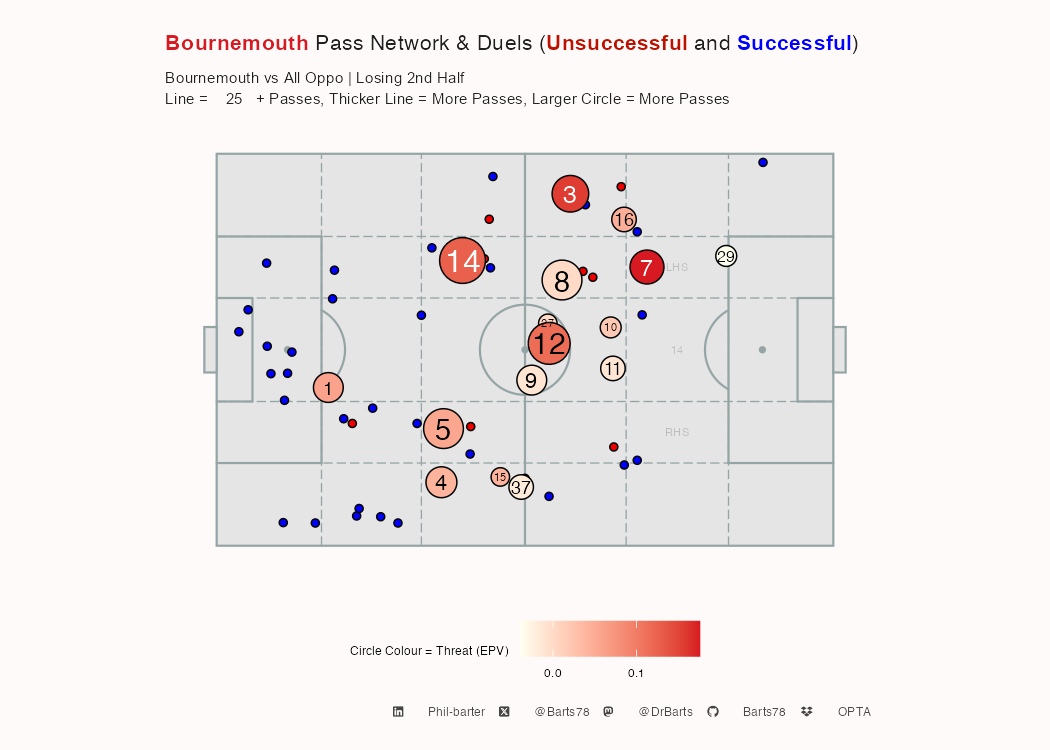 Bournemouth Pass Network & Duels (Unsuccessful and Successful)
Bournemouth vs All Oppo | Losing 2nd Half
Line = 25 + Passes, Thicker Line = More Passes, Larger Circle = More Passes
3
16
29
14
7
LHS
8
27
10
12
14
11
9
1
5
RHS
15
4
37
Circle Colour = Threat (EPV)
0.0
0.1
Phil-barter
@Barts78
@DrBarts
Barts78
OPTA